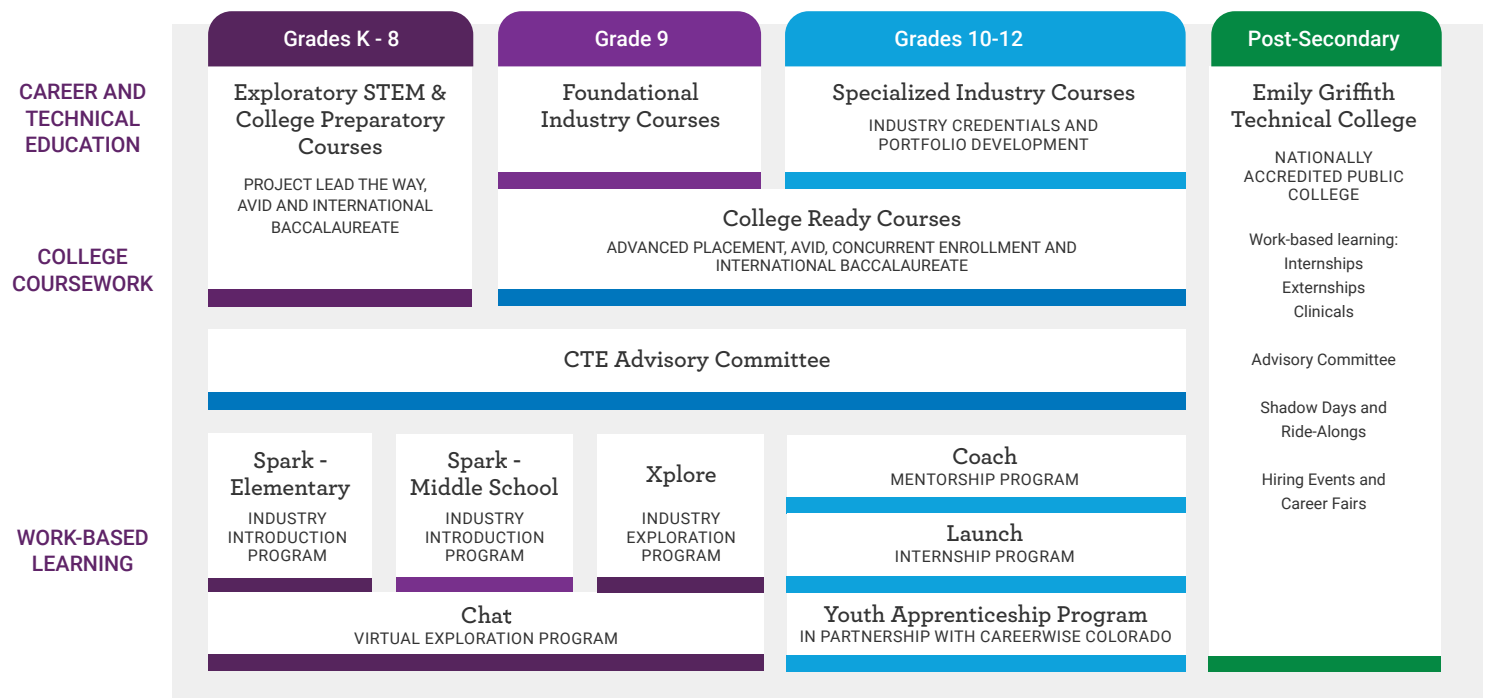 Grades K - 8
Grade 9
Grades 10-12
Post-Secondary
CAREER AND
TECHNICAL
EDUCATION
Exploratory STEM &
College Preparatory
Courses
PROJECT LEAD THE WAY,
AVID AND INTERNATIONAL
BACCALAUREATE
Foundational
Industry Courses
Specialized Industry Courses
INDUSTRY CREDENTIALS AND
PORTFOLIO DEVELOPMENT
COLLEGE
COURSEWORK
College Ready Courses
ADVANCED PLACEMENT, AVID, CONCURRENT ENROLLMENT AND
INTERNATIONAL BACCALAUREATE
CTE Advisory Committee
WORK-BASED
LEARNING
Spark -
Elementary
INDUSTRY
INTRODUCTION
PROGRAM
Spark -
Middle School
INDUSTRY
INTRODUCTION
PROGRAM
Xplore
INDUSTRY
EXPLORATION
PROGRAM
Chat
VIRTUAL EXPLORATION PROGRAM
Coach
MENTORSHIP PROGRAM
Launch
INTERNSHIP PROGRAM
Youth Apprenticeship Program
IN PARTNERSHIP WITH CAREERWISE COLORADO
Emily Griffith
Technical College
NATIONALLY
ACCREDITED PUBLIC
COLLEGE
Work-based learning:
Internships
Externships
Clinicals
Advisory Committee
Shadow Days and
Ride-Alongs
Hiring Events and
Career Fairs